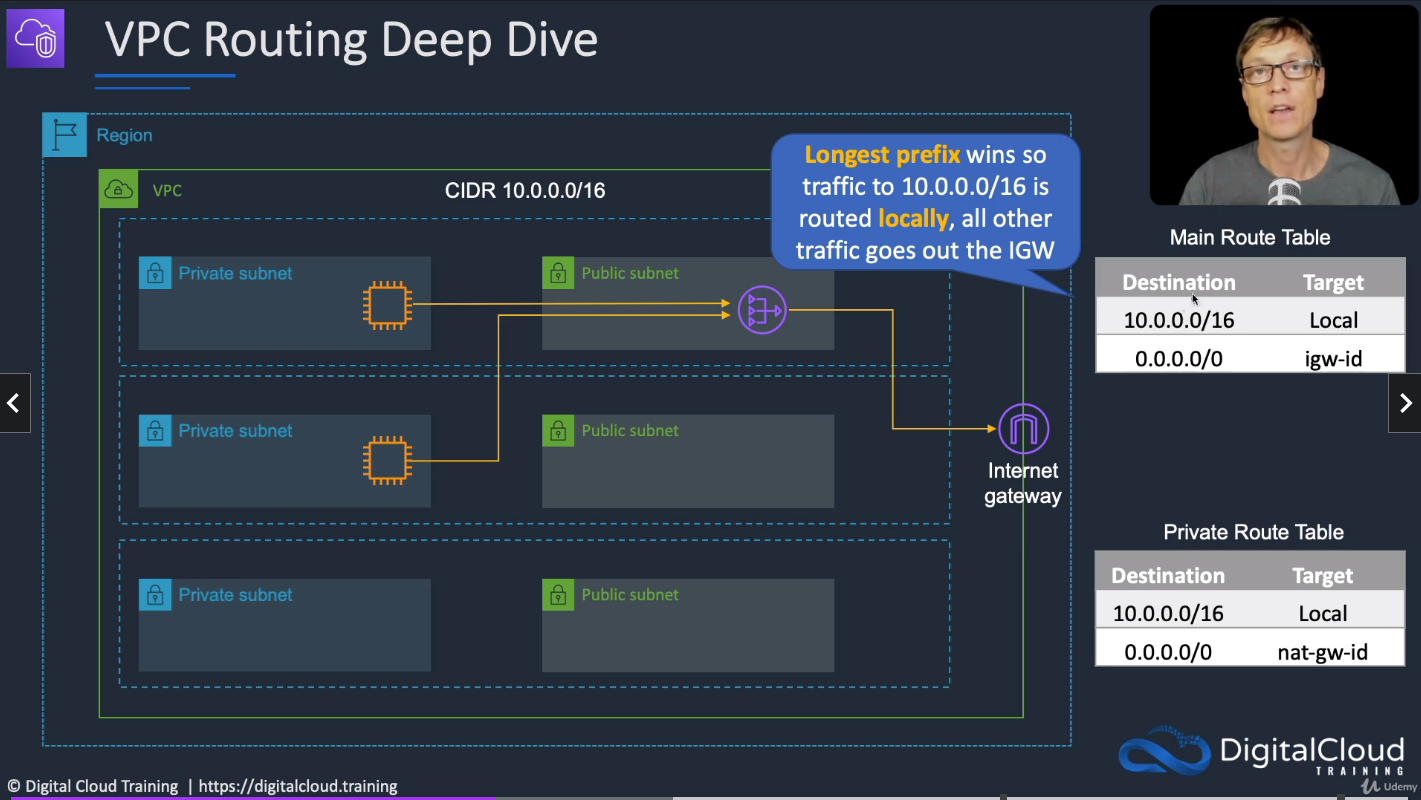 VPC Routing Deep Dive
Region
VPC
CIDR 10.0.0.0/16
Longest prefix wins so
traffic to 10.0.0.0/16 is
routed locally, all other
traffic goes out the IGW
Private subnet
Public subnet
Private subnet
Public subnet
Private subnet
Public subnet
Internet
gateway
Main Route Table
Destination Target
10.0.0.0/16 Local
0.0.0.0/0 igw-id
Private Route Table
Destination Target
10.0.0.0/16 Local
0.0.0.0/0 nat-gw-id
DigitalCloud
TRAINING
Udemy
© Digital Cloud Training | https://digitalcloud.training